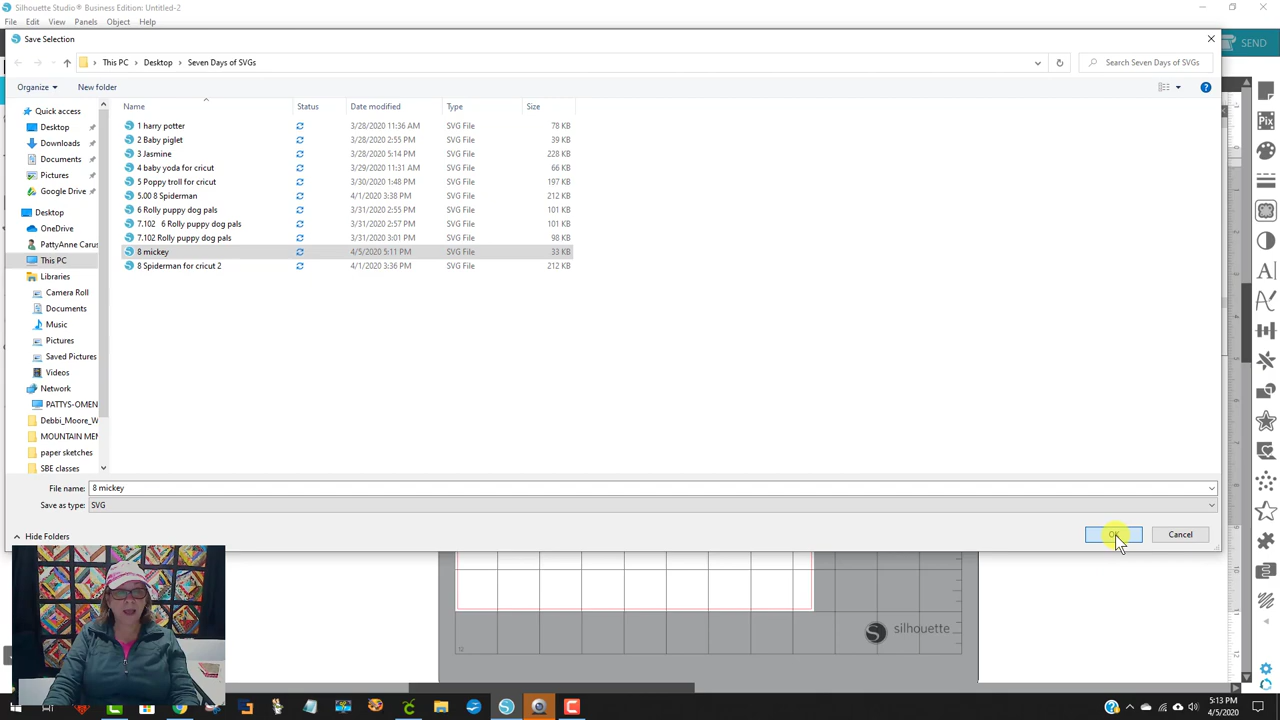 Silhouette Studio® Business Edition: Untitled-2
File Edit View Panels Object Help
Save Selection
This PC > Desktop > Seven Days of SVGs
Search Seven Days of SVGs
Organize New folder
Name Status Date modified Type Size
1 harry potter 3/28/2020 11:36 AM SVG File 78 KB
2 Baby piglet 3/28/2020 2:55 PM SVG File 39 KB
3 Jasmine 3/28/2020 5:14 PM SVG File 228 KB
4 baby yoda for cricut 3/29/2020 11:31 AM SVG File 66 KB
5 Poppy troll for cricut 3/30/2020 1:48 PM SVG File 197 KB
5.00 8 Spiderman 4/1/2020 3:38 PM SVG File 212 KB
6 Rolly puppy dog pals 3/31/2020 2:55 PM SVG File 101 KB
7.102 6 Rolly puppy dog pals 3/31/2020 2:57 PM SVG File 101 KB
7.102 Rolly puppy dog pals 3/31/2020 3:01 PM SVG File 98 KB
8 mickey 4/5/2020 5:11 PM SVG File 33 KB
8 Spiderman for cricut 2 4/1/2020 3:36 PM SVG File 212 KB
Quick access
Desktop
Downloads
Documents
Pictures
Google Drive
Desktop
OneDrive
PattyAnne Carus
This PC
Libraries
Camera Roll
Documents
Music
Pictures
Saved Pictures
Videos
Network
PATTYS-OMEN
Debbi_Moore_W
MOUNTAIN MEN
paper sketches
SBE classes
File name: 8 mickey
Save as type: SVG
Hide Folders
OK Cancel
SEND
Pix
silhouette
5:13 PM
4/5/2020